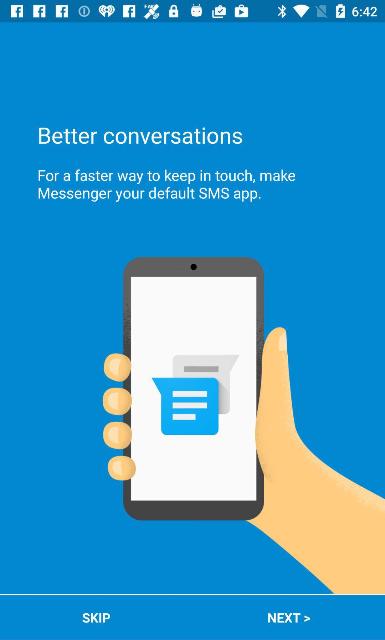 6:42
Better conversations
For a faster way to keep in touch, make
Messenger your default SMS app.
SKIP
NEXT >